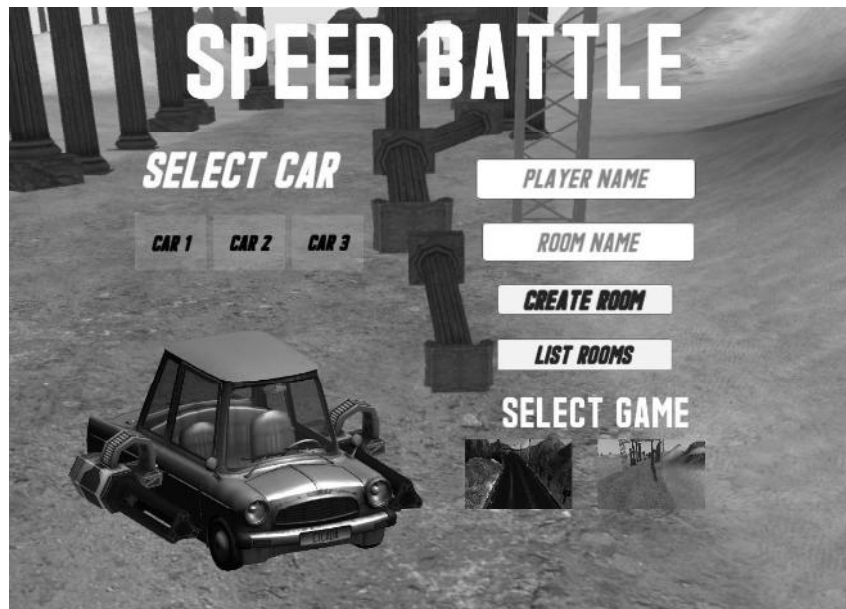 SPEED BATTLE
SELECT CAR
CAR 1 CAR 2 CAR 3
PLAYER NAME
ROOM NAME
CREATE ROOM
LIST ROOMS
SELECT GAME